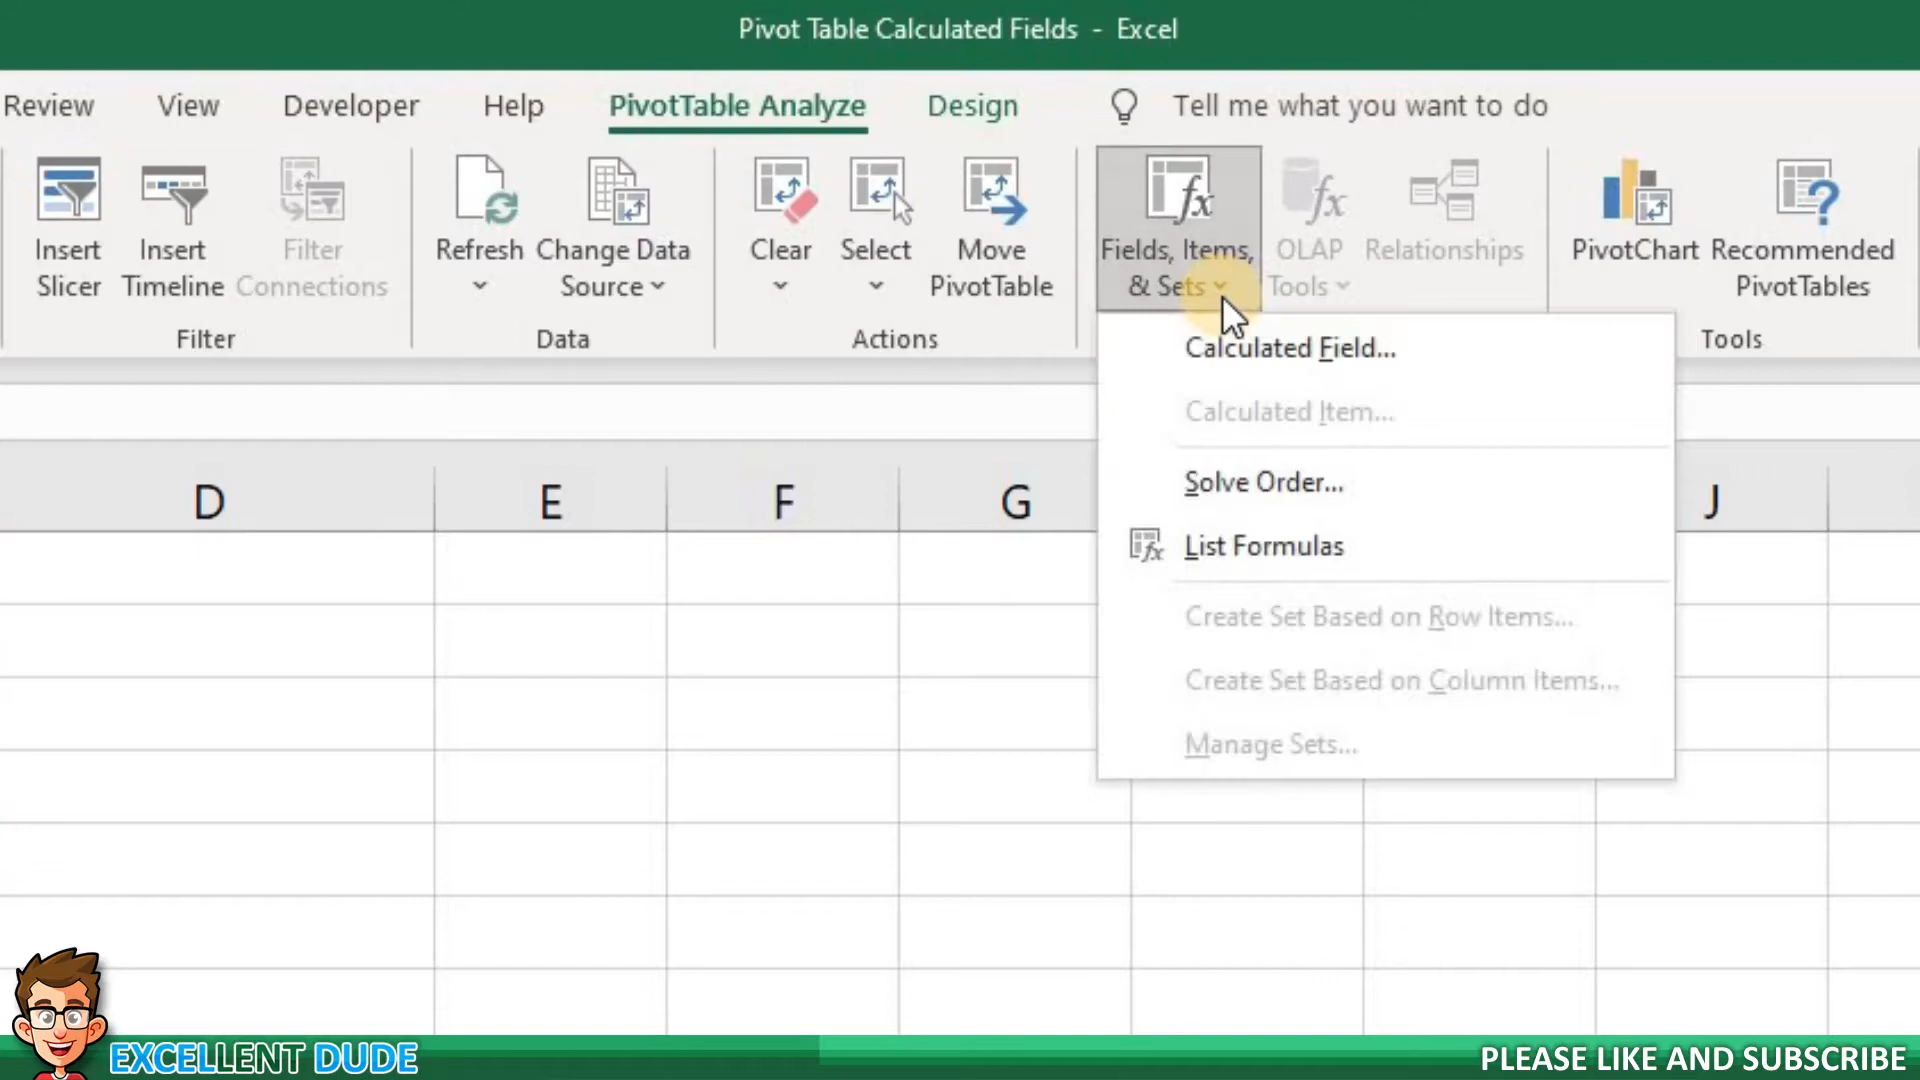 Pivot Table Calculated Fields - Excel
Review View Developer Help PivotTable Analyze Design Tell me what you want to do
Insert Slicer
Insert Timeline
Filter Connections
Filter
Refresh
Change Data Source
Data
Clear
Select
Move PivotTable
Actions
Fields, Items, & Sets
OLAP Tools
Relationships
PivotChart
Recommended PivotTables
Tools
Calculated Field...
Calculated Item...
Solve Order...
List Formulas
Create Set Based on Row Items...
Create Set Based on Column Items...
Manage Sets...
D E F G J
EXCELLENT DUDE
PLEASE LIKE AND SUBSCRIBE